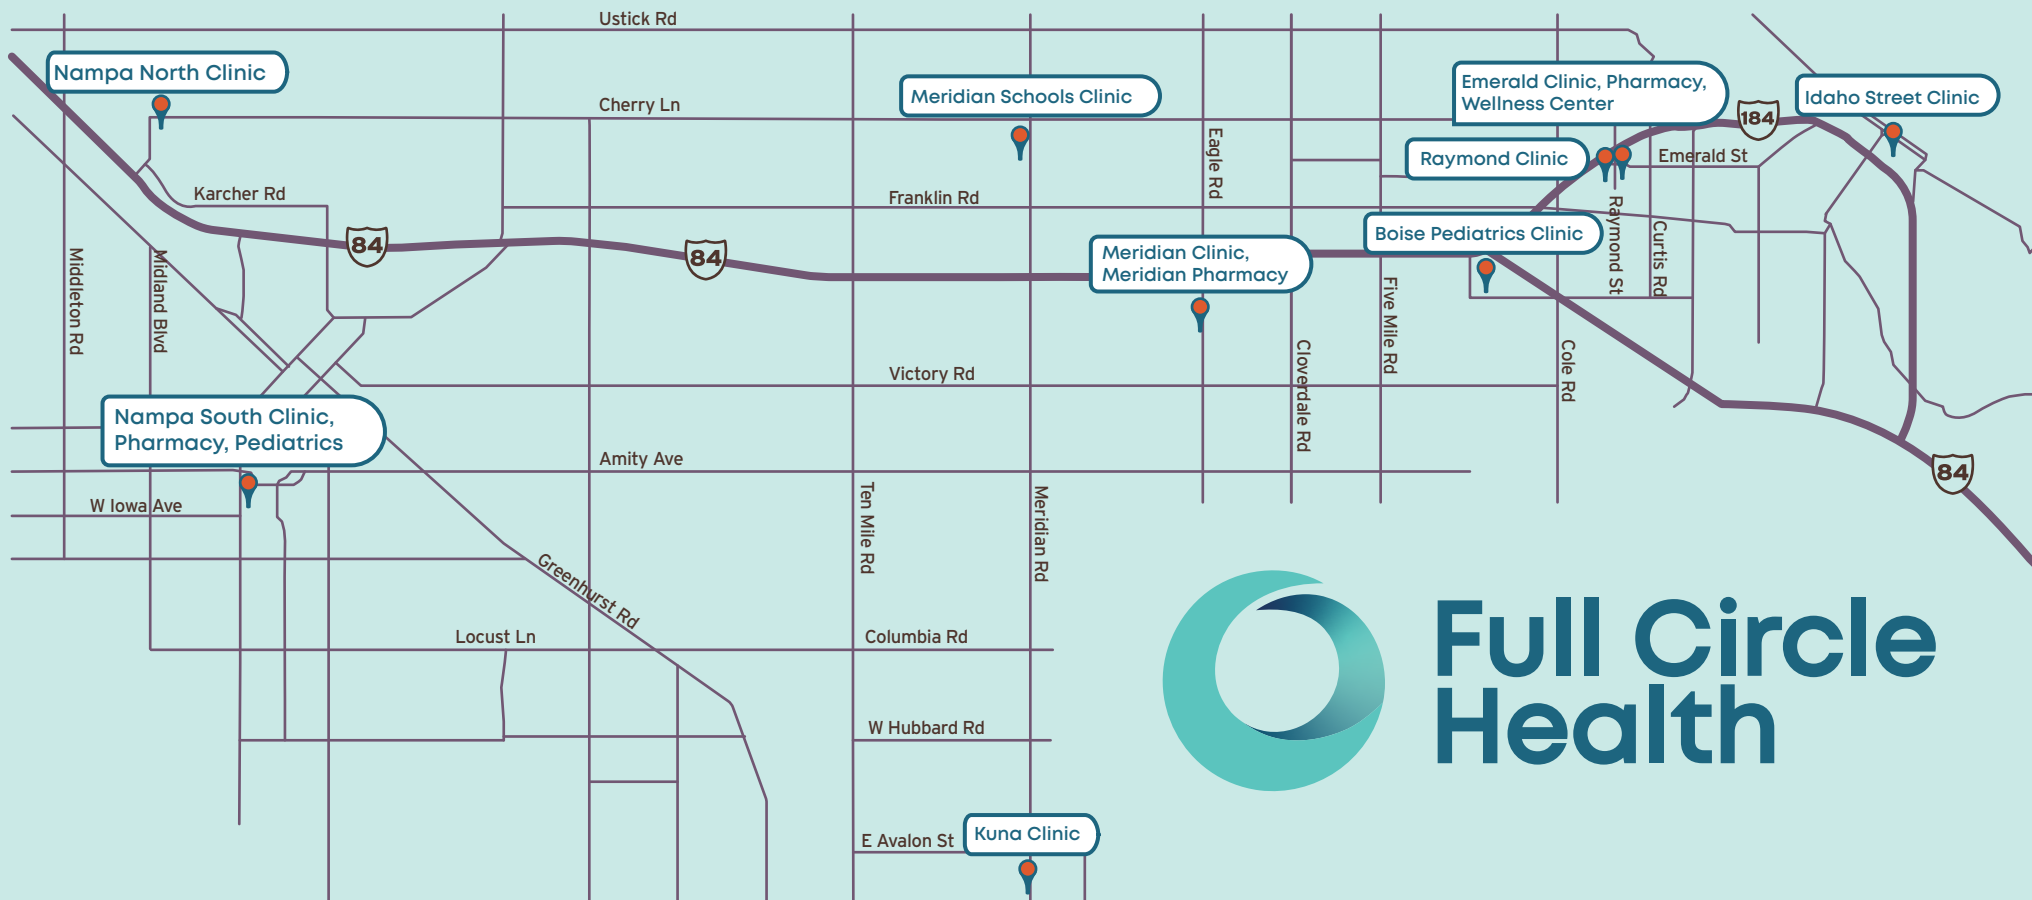 Ustick Rd
Nampa North Clinic
Meridian Schools Clinic
Emerald Clinic, Pharmacy,
Wellness Center
Idaho Street Clinic
Cherry Ln
184
Eagle Rd
Raymond Clinic
Emerald St
Karcher Rd
Franklin Rd
Raymond St
Curtis Rd
Boise Pediatrics Clinic
84
84
Meridian Clinic,
Meridian Pharmacy
Middleton Rd
Midland Blvd
Five Mile Rd
Cloverdale Rd
Cole Rd
Victory Rd
Nampa South Clinic,
Pharmacy, Pediatrics
Amity Ave
84
W Iowa Ave
Ten Mile Rd
Meridian Rd
Greenhurst Rd
Locust Ln
Columbia Rd
Full Circle
Health
W Hubbard Rd
E Avalon St
Kuna Clinic